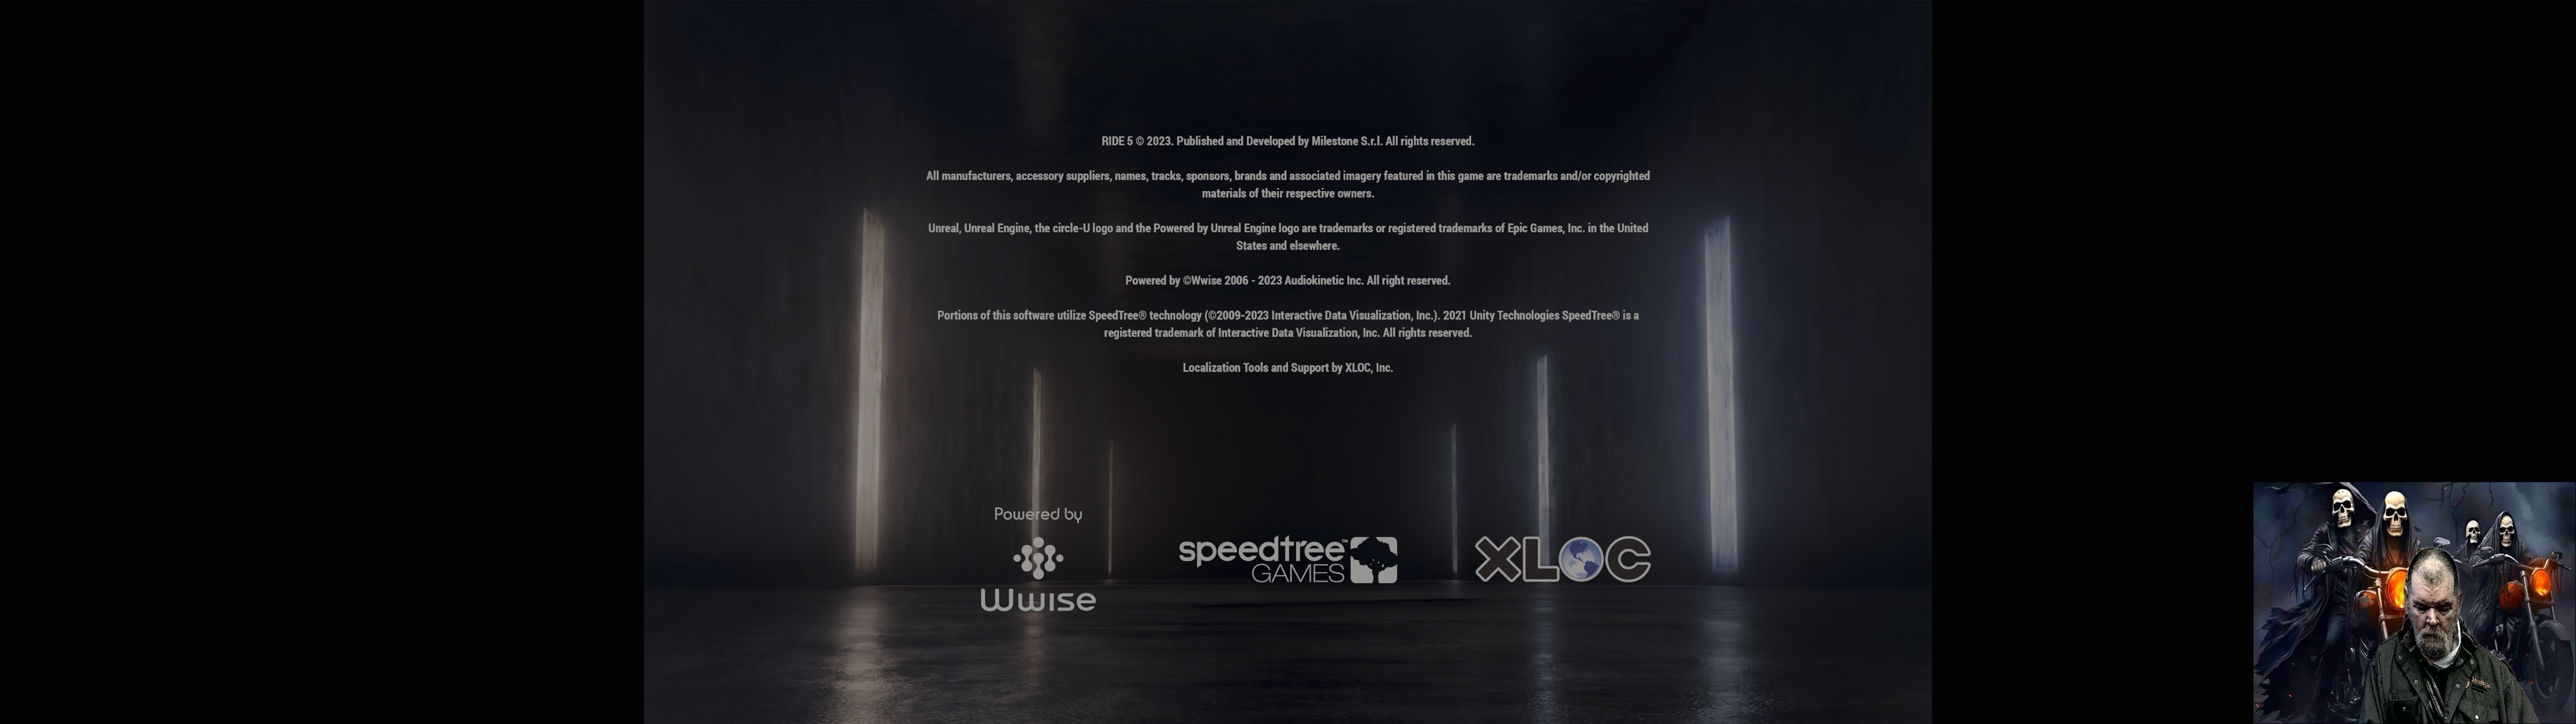 RIDE 5 © 2023. Published and Developed by Milestone S.r.l. All rights reserved.
All manufacturers, accessory suppliers, names, tracks, sponsors, brands and associated imagery featured in this game are trademarks and/or copyrighted
materials of their respective owners.
Unreal, Unreal Engine, the circle-U logo and the Powered by Unreal Engine logo are trademarks or registered trademarks of Epic Games, Inc. in the United
States and elsewhere.
Powered by ©Wwise 2006 - 2023 Audiokinetic Inc. All right reserved.
Portions of this software utilize SpeedTree® technology (©2009-2023 Interactive Data Visualization, Inc.). 2021 Unity Technologies SpeedTree® is a
registered trademark of Interactive Data Visualization, Inc. All rights reserved.
Localization Tools and Support by XLOC, Inc.
Powered by
Wwise
speedtree™
GAMES
XLOC